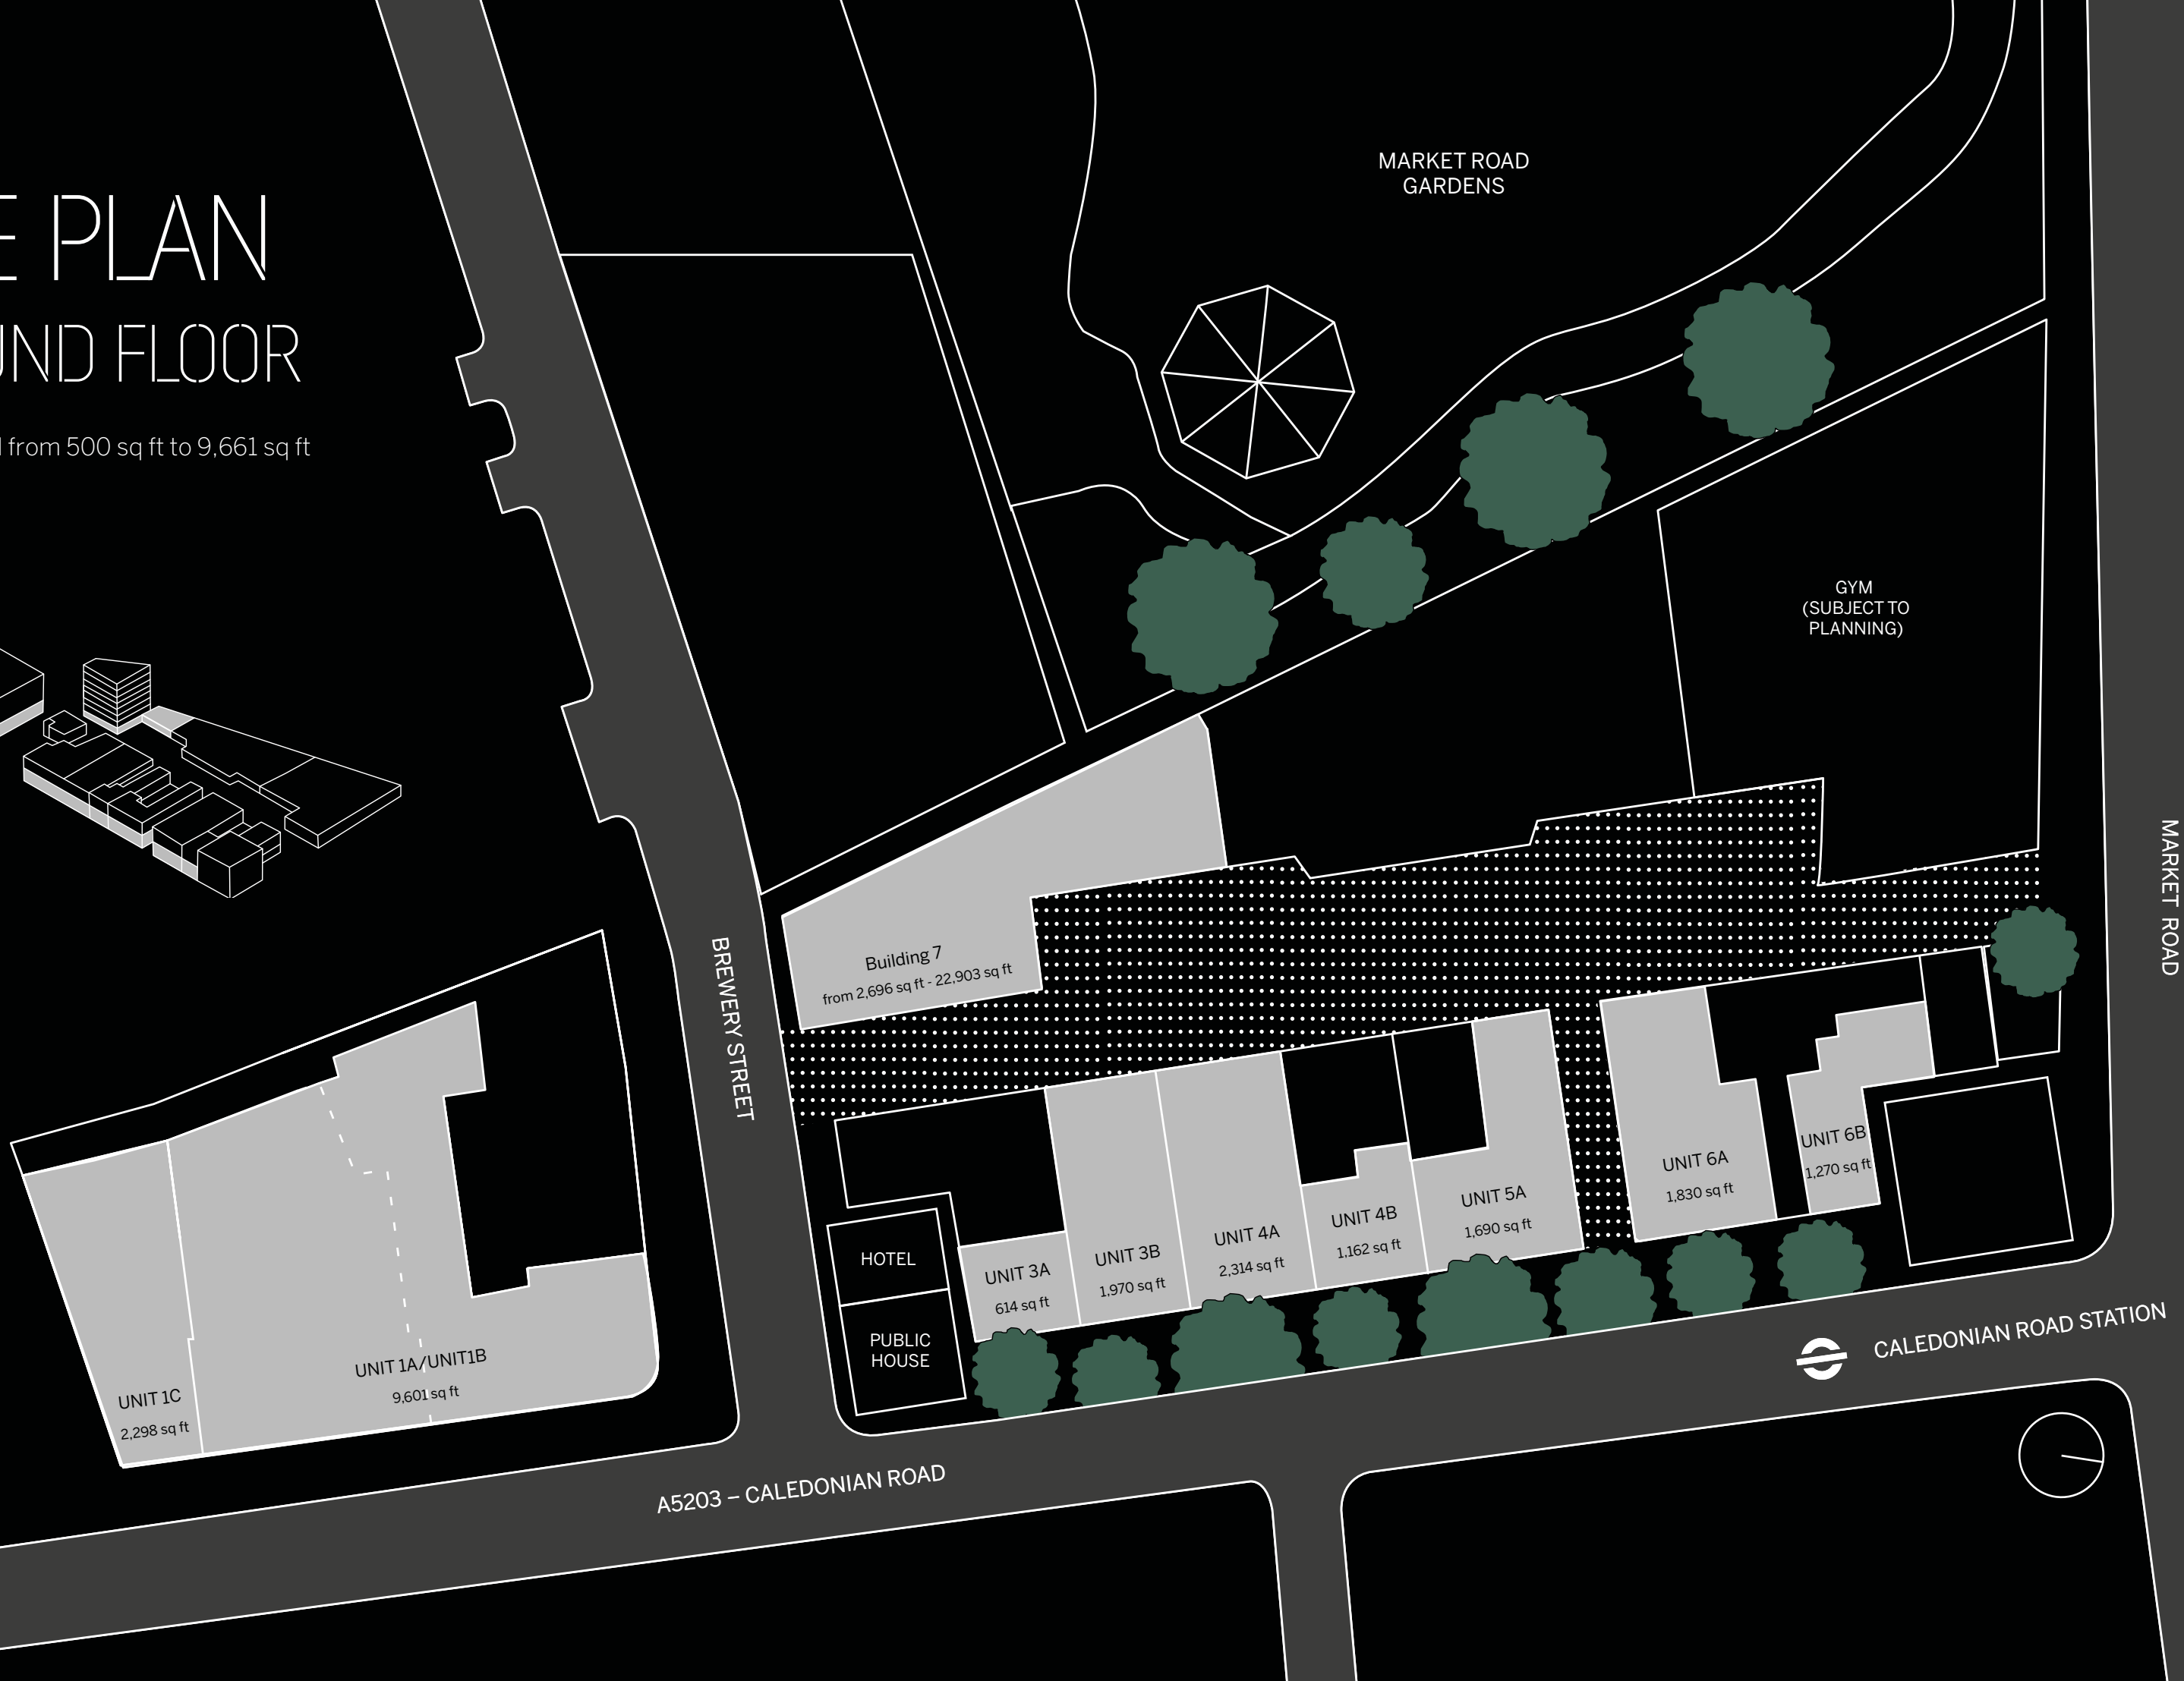 E PLAN
UND FLOOR
from 500 sq ft to 9,661 sq ft
MARKET ROAD
GARDENS
GYM
(SUBJECT TO
PLANNING)
MARKET ROAD
BREWERY STREET
Building 7
from 2,696 sq ft - 22,903 sq ft
UNIT 1C
2,298 sq ft
UNIT 1A/UNIT1B
9,601 sq ft
HOTEL
PUBLIC
HOUSE
UNIT 3A
614 sq ft
UNIT 3B
1,970 sq ft
UNIT 4A
2,314 sq ft
UNIT 4B
1,162 sq ft
UNIT 5A
1,690 sq ft
UNIT 6A
1,830 sq ft
UNIT 6B
1,270 sq ft
CALEDONIAN ROAD STATION
A5203 – CALEDONIAN ROAD